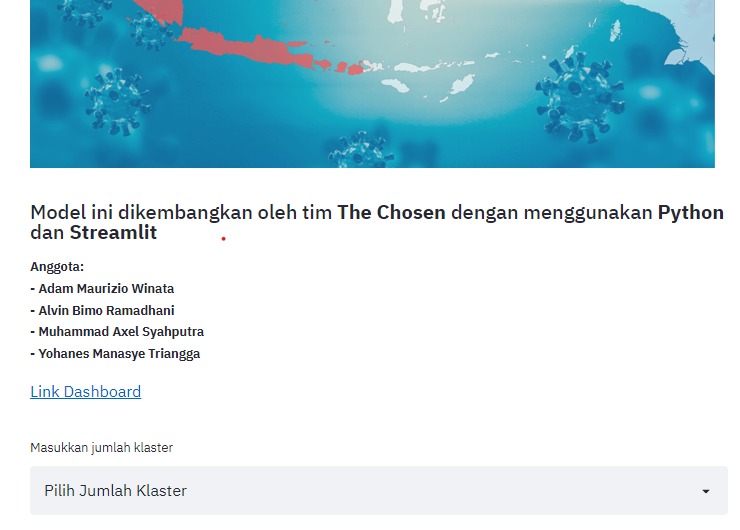 Model ini dikembangkan oleh tim The Chosen dengan menggunakan Python
dan Streamlit
Anggota:
- Adam Maurizio Winata
- Alvin Bimo Ramadhani
- Muhammad Axel Syahputra
- Yohanes Manasye Triangga
Link Dashboard
Masukkan jumlah klaster
Pilih Jumlah Klaster